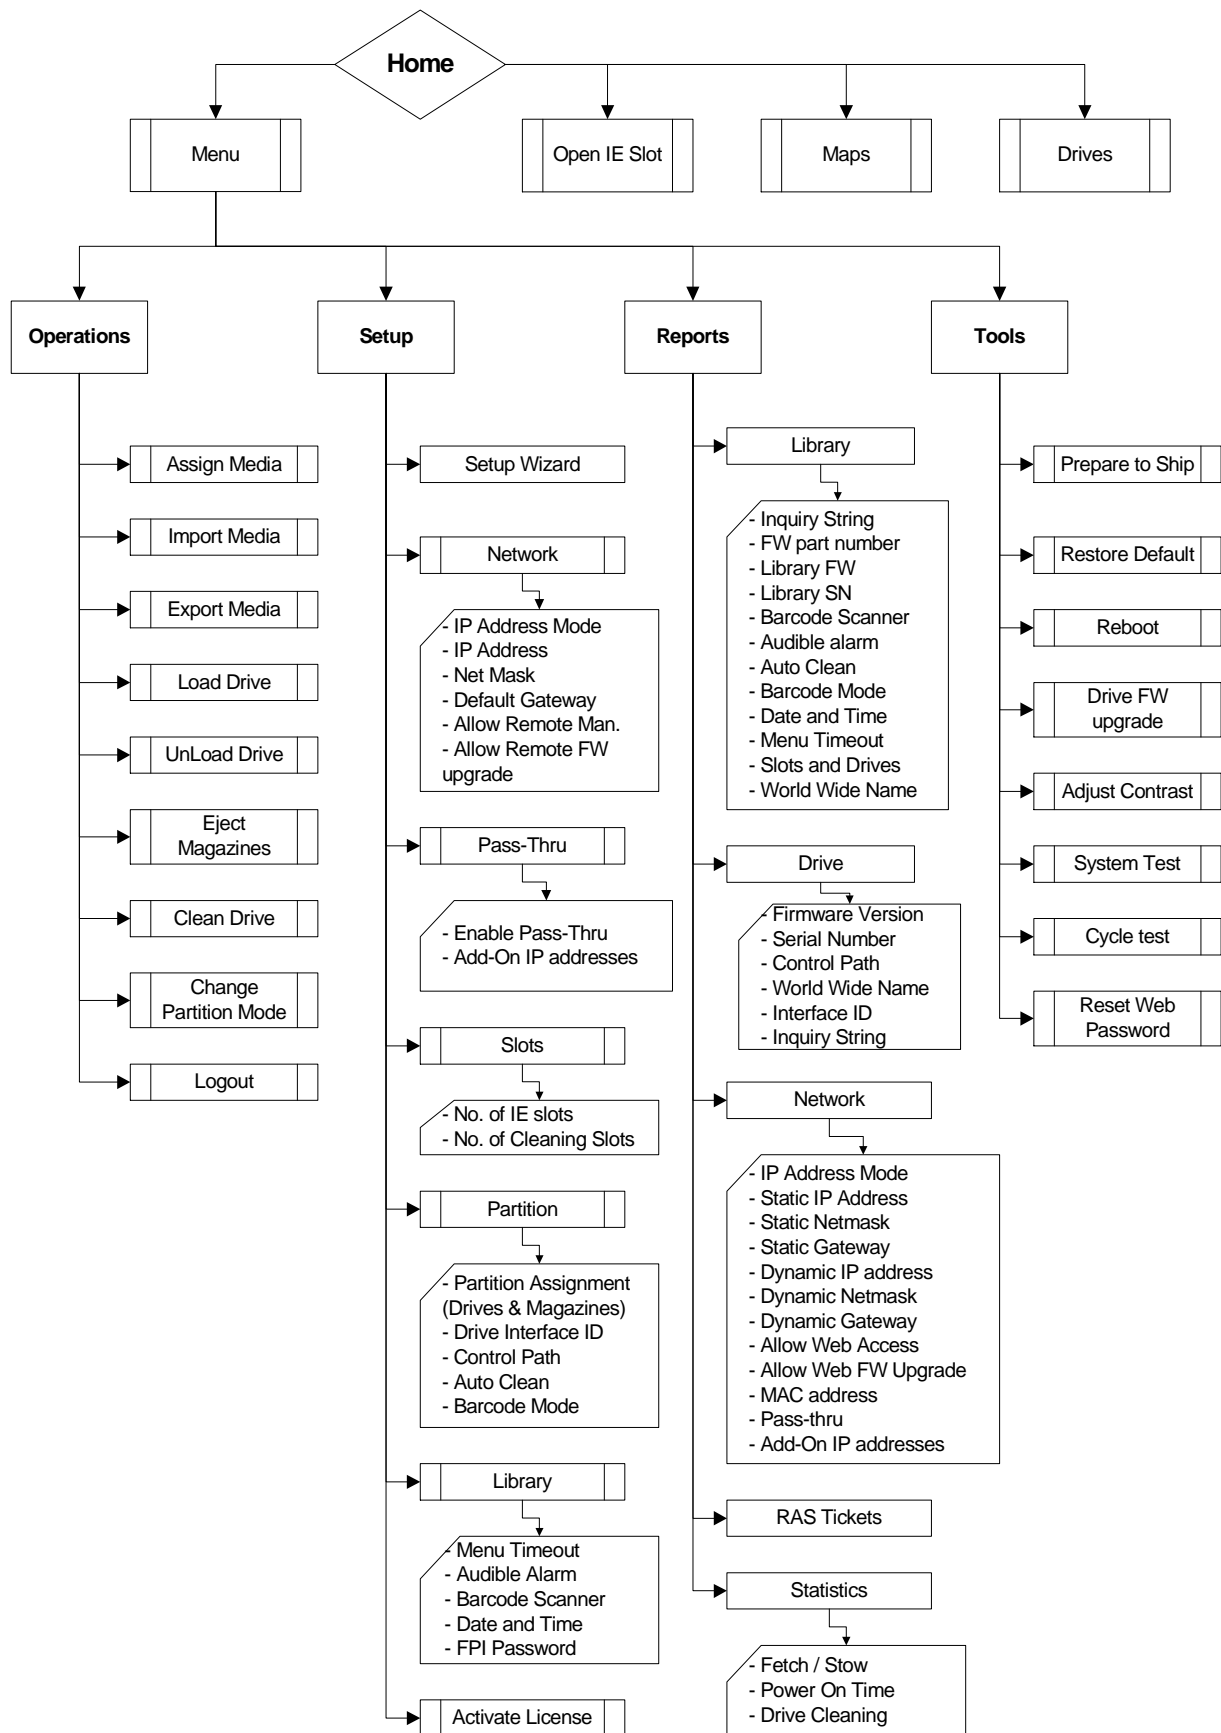 Home
Menu
Open IE Slot
Maps
Drives
Operations
Setup
Reports
Tools
Assign Media
Import Media
Export Media
Load Drive
UnLoad Drive
Eject
Magazines
Clean Drive
Change
Partition Mode
Logout
Setup Wizard
Network
- IP Address Mode
- IP Address
- Net Mask
- Default Gateway
- Allow Remote Man.
- Allow Remote FW
upgrade
Pass-Thru
- Enable Pass-Thru
- Add-On IP addresses
Slots
- No. of IE slots
- No. of Cleaning Slots
Partition
- Partition Assignment
(Drives & Magazines)
- Drive Interface ID
- Control Path
- Auto Clean
- Barcode Mode
Library
- Menu Timeout
- Audible Alarm
- Barcode Scanner
- Date and Time
- FPI Password
Activate License
Library
- Inquiry String
- FW part number
- Library FW
- Library SN
- Barcode Scanner
- Audible alarm
- Auto Clean
- Barcode Mode
- Date and Time
- Menu Timeout
- Slots and Drives
- World Wide Name
Drive
- Firmware Version
- Serial Number
- Control Path
- World Wide Name
- Interface ID
- Inquiry String
Network
- IP Address Mode
- Static IP Address
- Static Netmask
- Static Gateway
- Dynamic IP address
- Dynamic Netmask
- Dynamic Gateway
- Allow Web Access
- Allow Web FW Upgrade
- MAC address
- Pass-thru
- Add-On IP addresses
RAS Tickets
Statistics
- Fetch / Stow
- Power On Time
- Drive Cleaning
Prepare to Ship
Restore Default
Reboot
Drive FW
upgrade
Adjust Contrast
System Test
Cycle test
Reset Web
Password